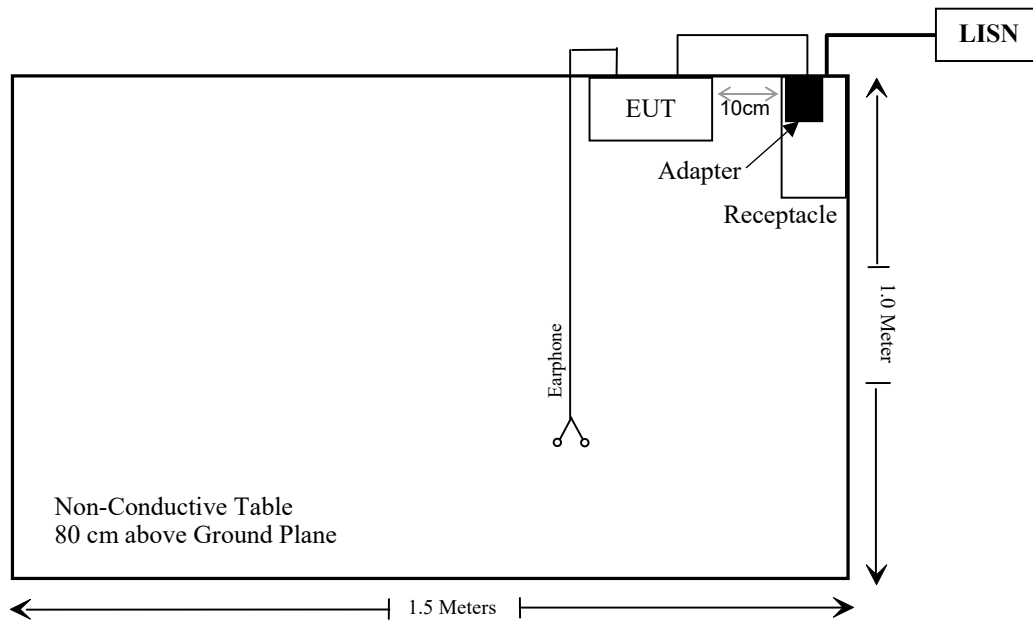 LISN
EUT
10cm
Adapter
Receptacle
1.0 Meter
Earphone
Non-Conductive Table
80 cm above Ground Plane
1.5 Meters